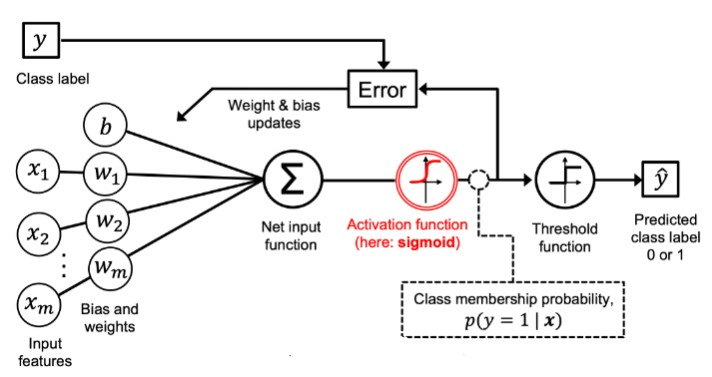 y
Class label
Error
Weight & bias
updates
b
x₁
w₁
x₂
w₂
⋮
wₘ
xₘ
Bias and
weights
Input
features
Σ
Net input
function
Activation function
(here: sigmoid)
Threshold
function
ŷ
Predicted
class label
0 or 1
Class membership probability,
p(y = 1 | x)